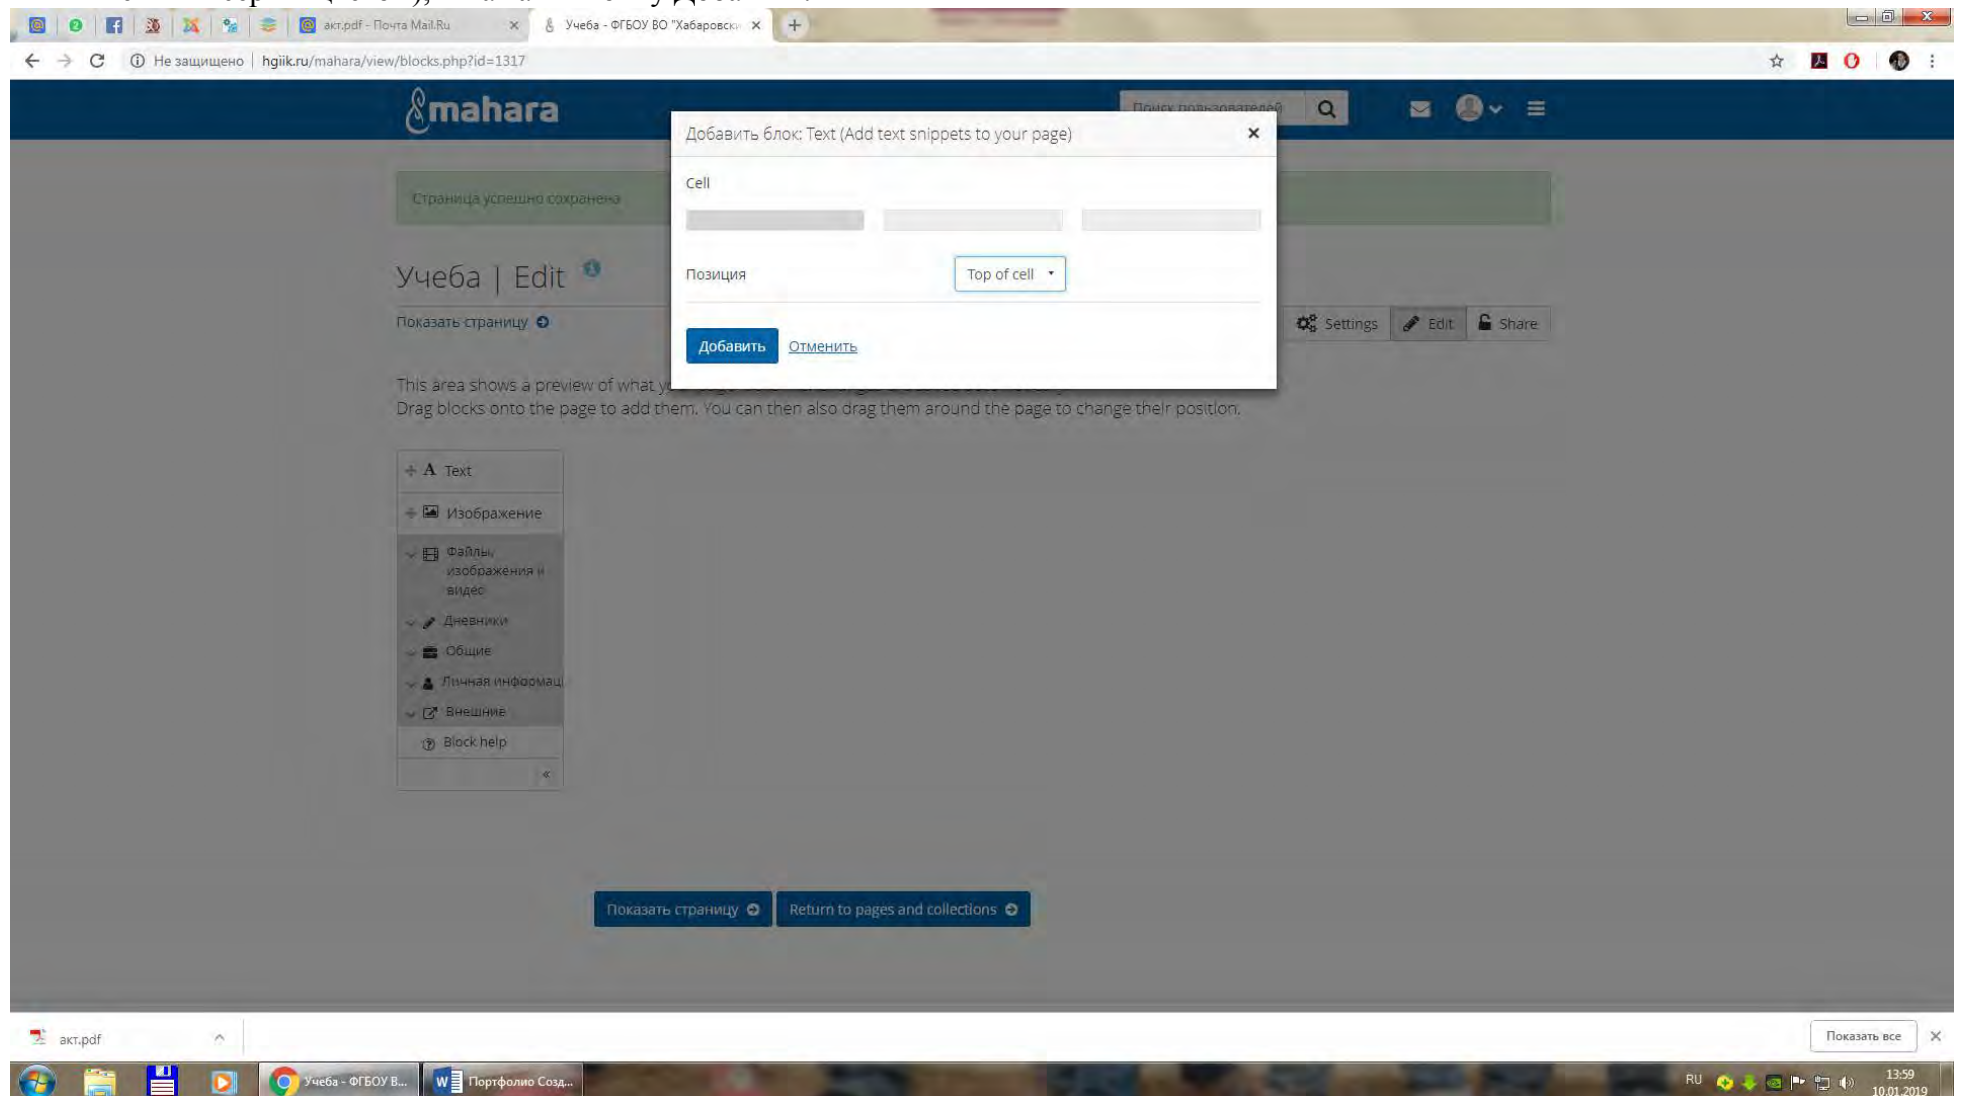 акт.pdf - Почта Mail.Ru
Учеба - ФГБОУ ВО "Хабаровски
Не защищено | hgiik.ru/mahara/view/blocks.php?id=1317
mahara
Поиск пользователей
Добавить блок: Text (Add text snippets to your page)
Cell
Страница успешно сохранена
Учеба | Edit
Позиция
Top of cell
Показать страницу
Settings
Edit
Share
Добавить
Отменить
This area shows a preview of what
Drag blocks onto the page to add them. You can then also drag them around the page to change their position.
Text
Изображение
Файлы,
изображения и
видео
Дневники
Общие
Личная информац
Внешние
Block help
«
Показать страницу
Return to pages and collections
акт.pdf
Показать все
Учеба - ФГБОУ В...
Портфолио Созд...
RU
13:59
10.01.2019